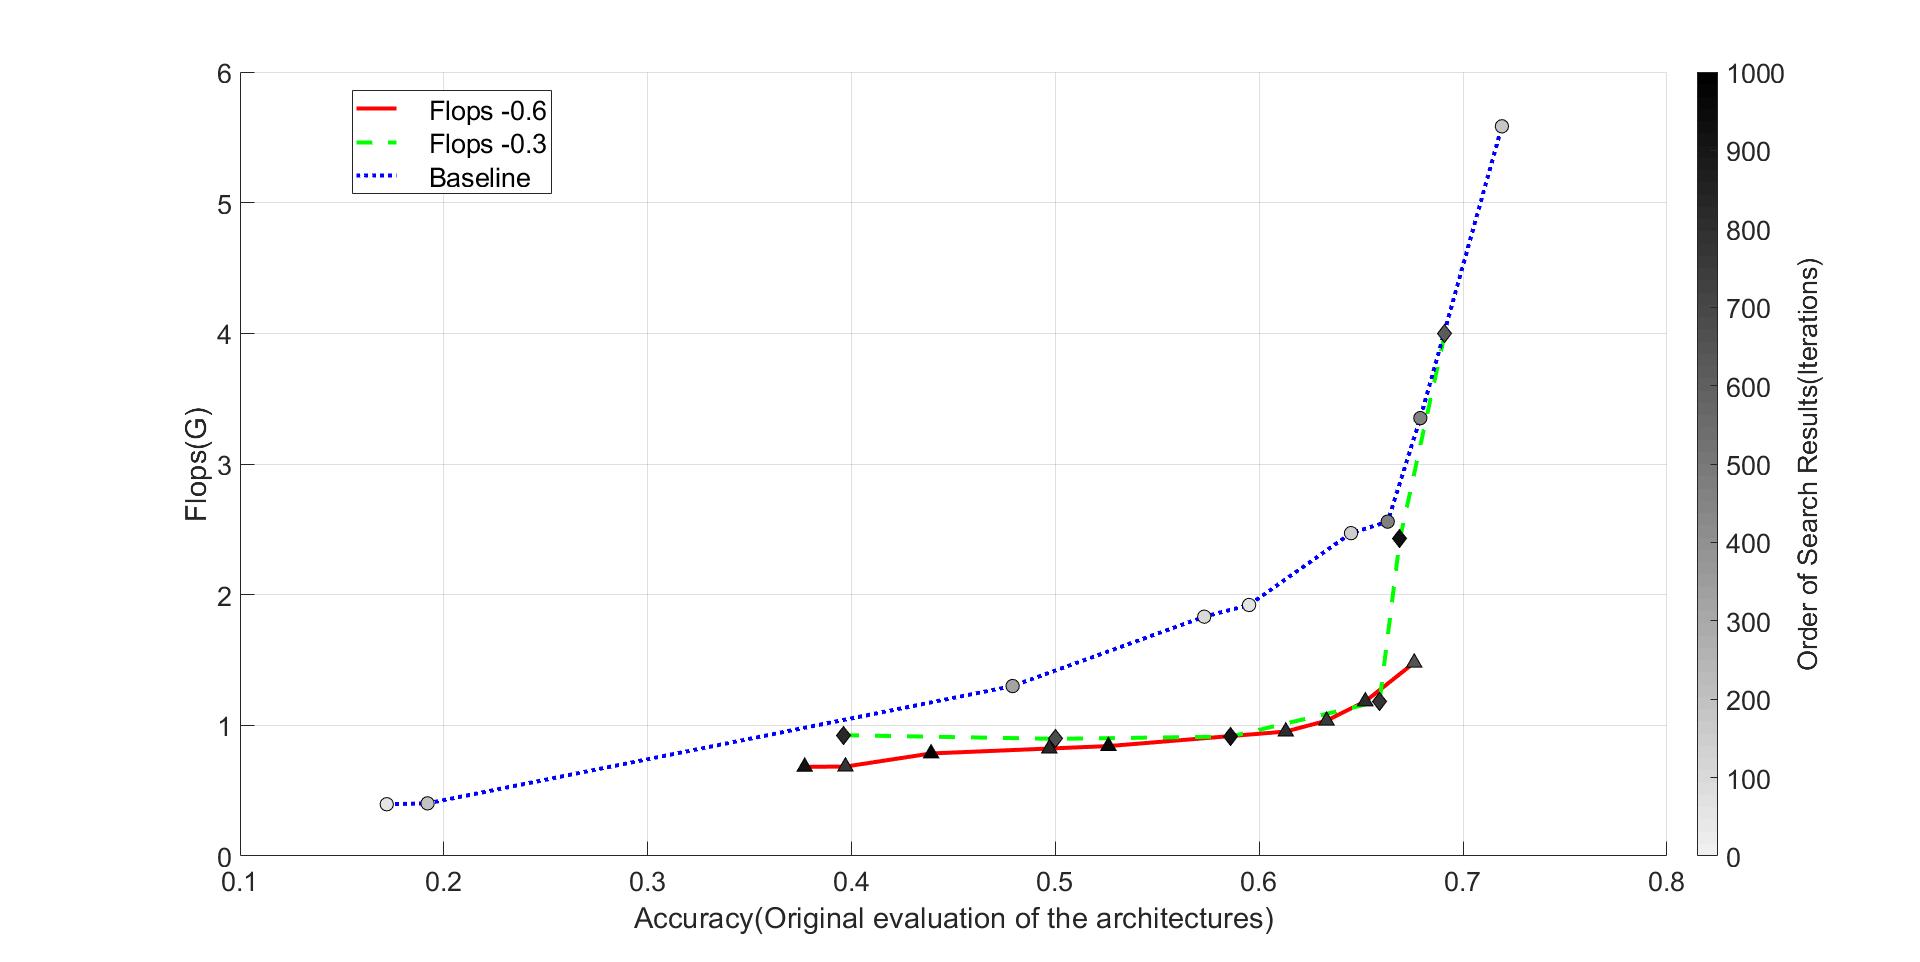 Flops -0.6
Flops -0.3
Baseline
6
5
4
3
2
1
0
Flops(G)
0.1 0.2 0.3 0.4 0.5 0.6 0.7 0.8
Accuracy(Original evaluation of the architectures)
1000
900
800
700
600
500
400
300
200
100
0
Order of Search Results(Iterations)